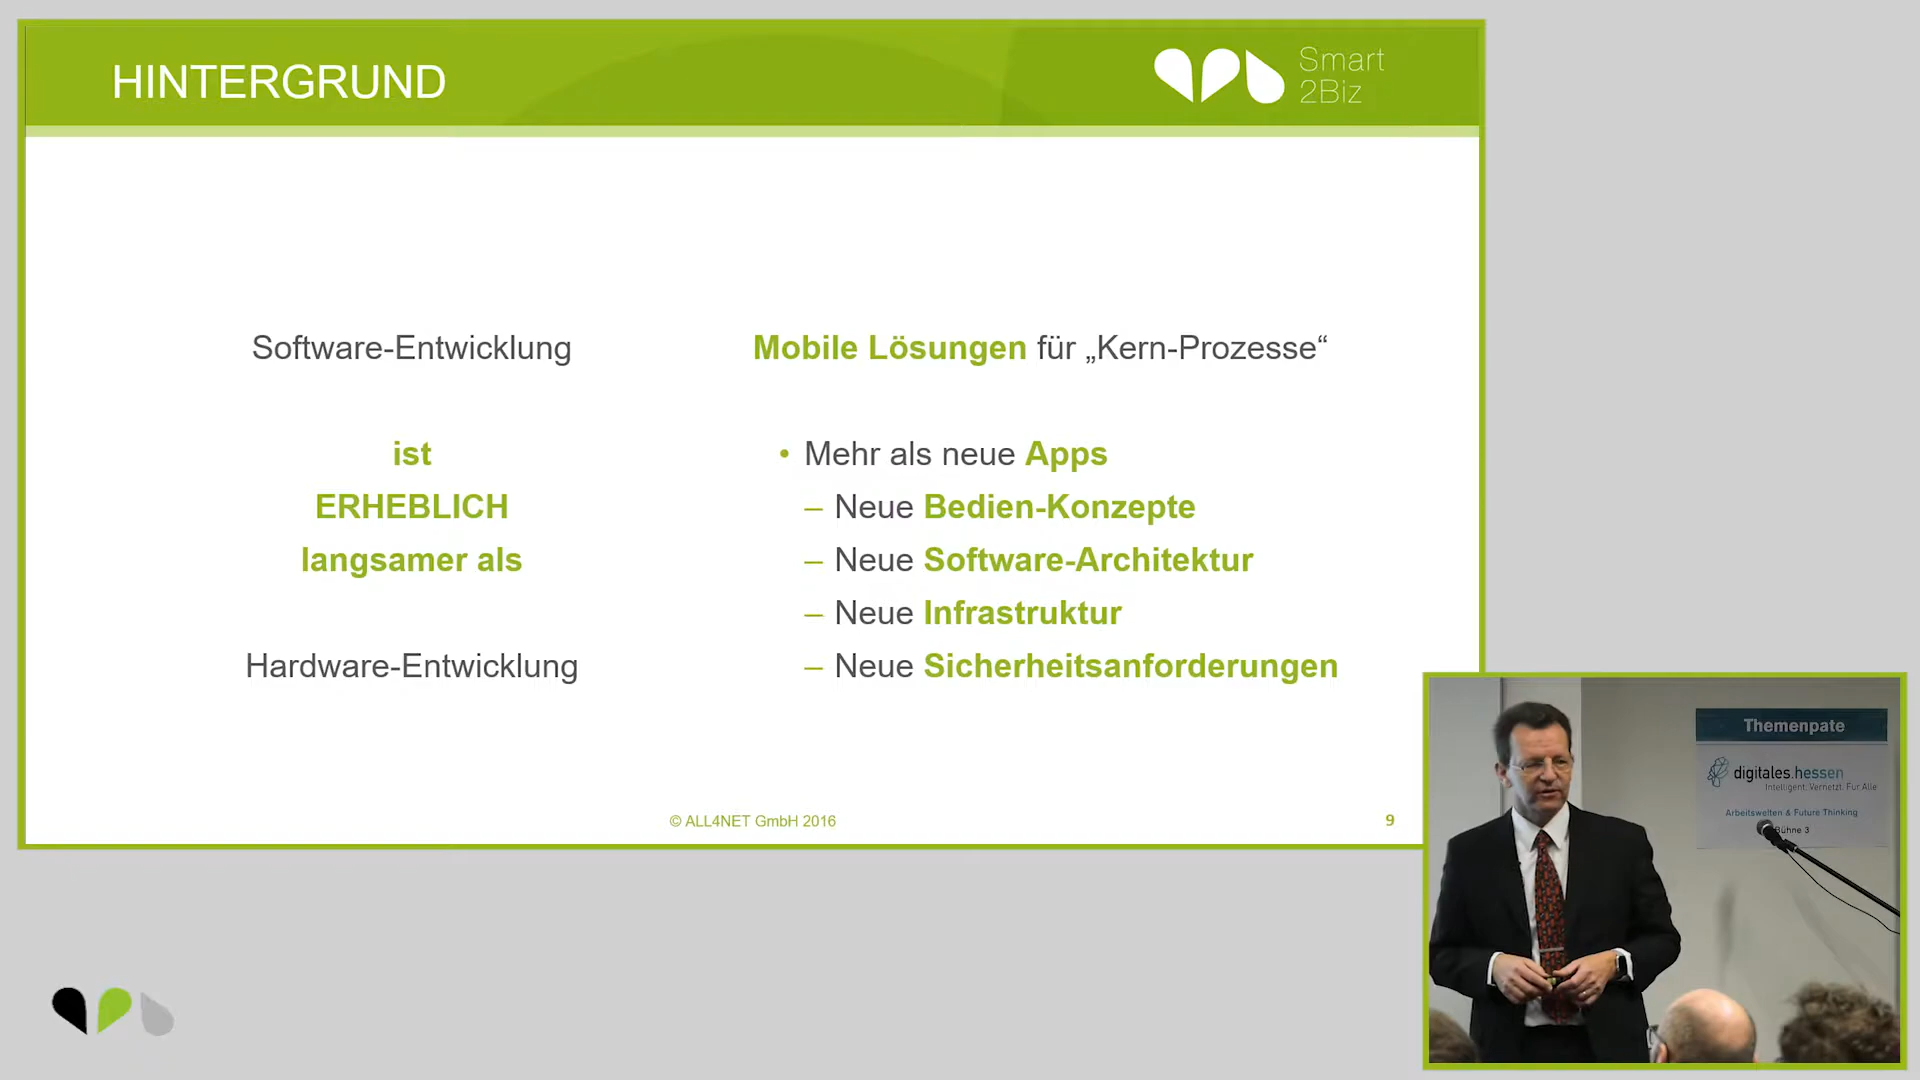 HINTERGRUND
Smart
2Biz
Software-Entwicklung
ist
ERHEBLICH
langsamer als
Hardware-Entwicklung
Mobile Lösungen für „Kern-Prozesse“
• Mehr als neue Apps
– Neue Bedien-Konzepte
– Neue Software-Architektur
– Neue Infrastruktur
– Neue Sicherheitsanforderungen
© ALL4NET GmbH 2016
9
Themenpate
digitales.hessen
Intelligent. Vernetzt. Für Alle
Arbeitswelten & Future Thinking
Bühne 3